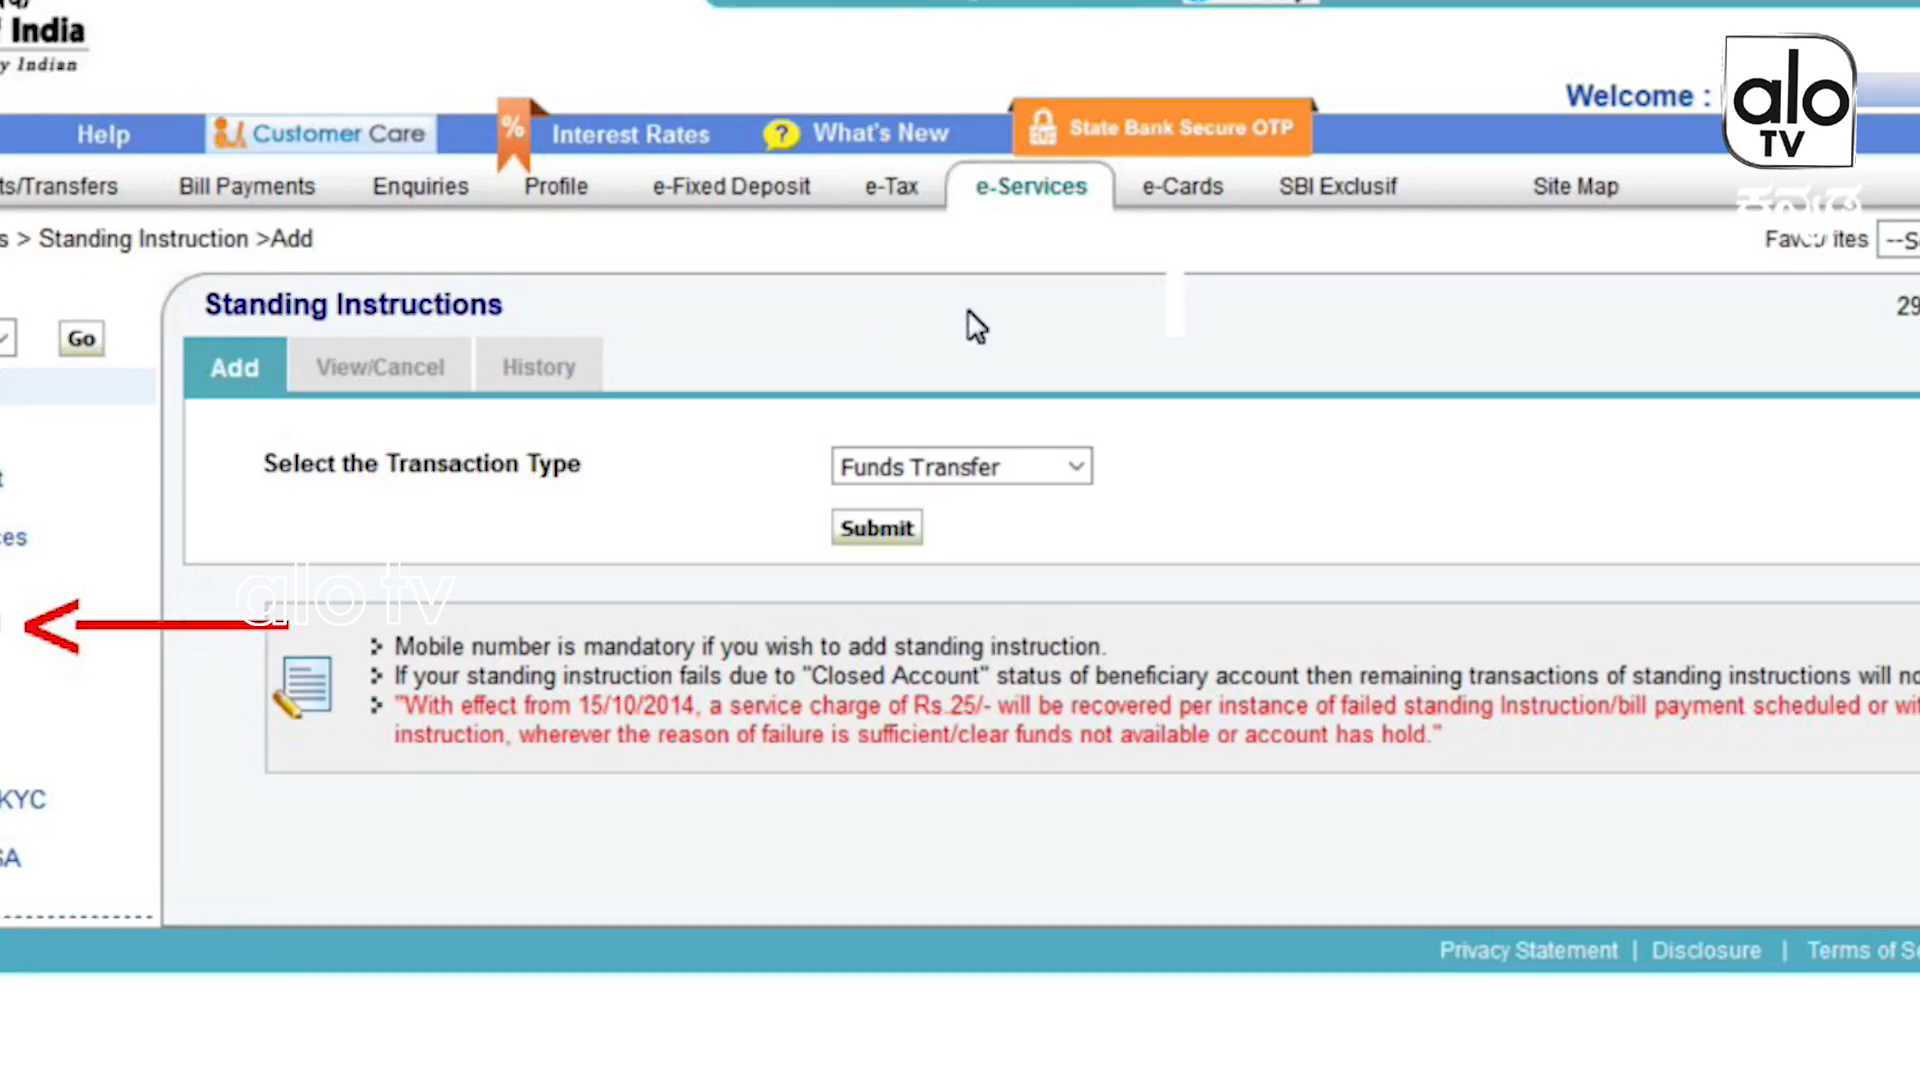 India
y Indian
Welcome :
alo
TV
ಕನ್ನಡ
Help
Customer Care
%
Interest Rates
?
What's New
State Bank Secure OTP
ts/Transfers
Bill Payments
Enquiries
Profile
e-Fixed Deposit
e-Tax
e-Services
e-Cards
SBI Exclusif
Site Map
s > Standing Instruction >Add
Favourites
--S
Standing Instructions
29
Go
Add
View/Cancel
History
Select the Transaction Type
Funds Transfer
Submit
t
ces
alo tv
Mobile number is mandatory if you wish to add standing instruction.
If your standing instruction fails due to "Closed Account" status of beneficiary account then remaining transactions of standing instructions will no
"With effect from 15/10/2014, a service charge of Rs.25/- will be recovered per instance of failed standing Instruction/bill payment scheduled or wit
instruction, wherever the reason of failure is sufficient/clear funds not available or account has hold."
KYC
SA
Privacy Statement | Disclosure | Terms of Se